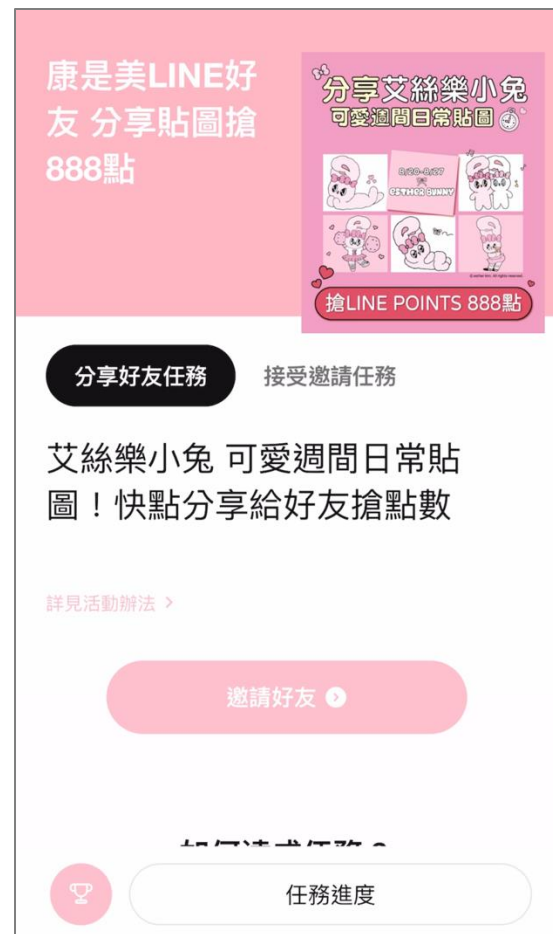 康是美LINE好
友 分享貼圖搶
888點
分享艾絲樂小兔
可愛週間日常貼圖
8/20-8/27
ESTHER BUNNY
搶LINE POINTS 888點
分享好友任務
接受邀請任務
艾絲樂小兔 可愛週間日常貼
圖！快點分享給好友搶點數
詳見活動辦法 >
邀請好友
任務進度